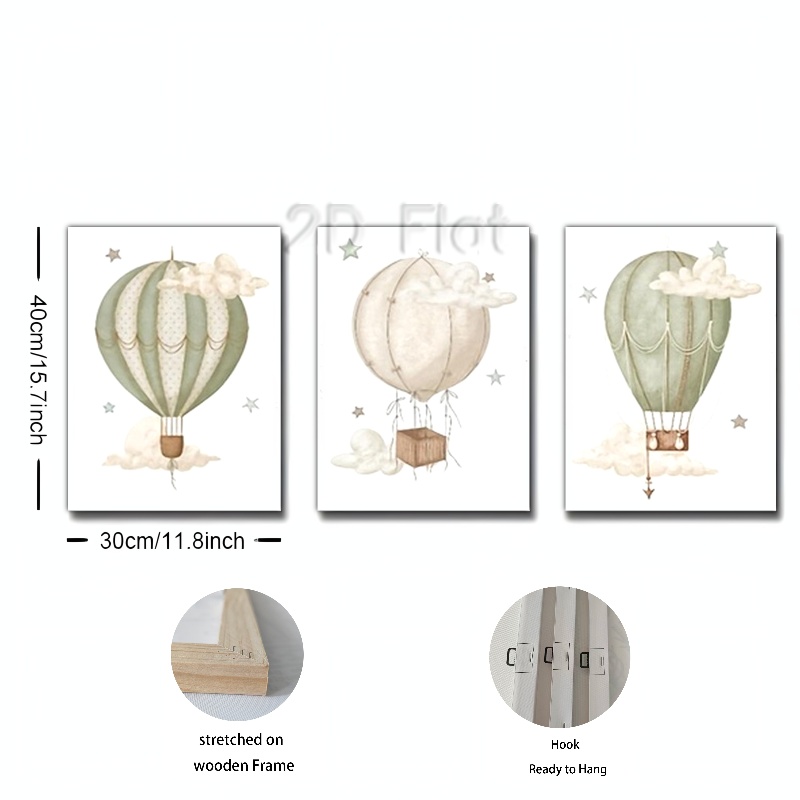 2D Flat
40cm/15.7inch
30cm/11.8inch
stretched on
wooden Frame
Hook
Ready to Hang